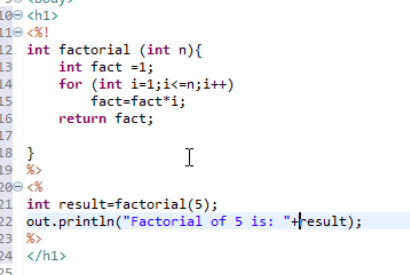 10 <h1>
11 <%!
12 int factorial (int n){
13     int fact =1;
14     for (int i=1;i<=n;i++)
15         fact=fact*i;
16     return fact;
17
18 }
19 %>
20 <%
21 int result=factorial(5);
22 out.println("Factorial of 5 is: "+result);
23 %>
24 </h1>
25